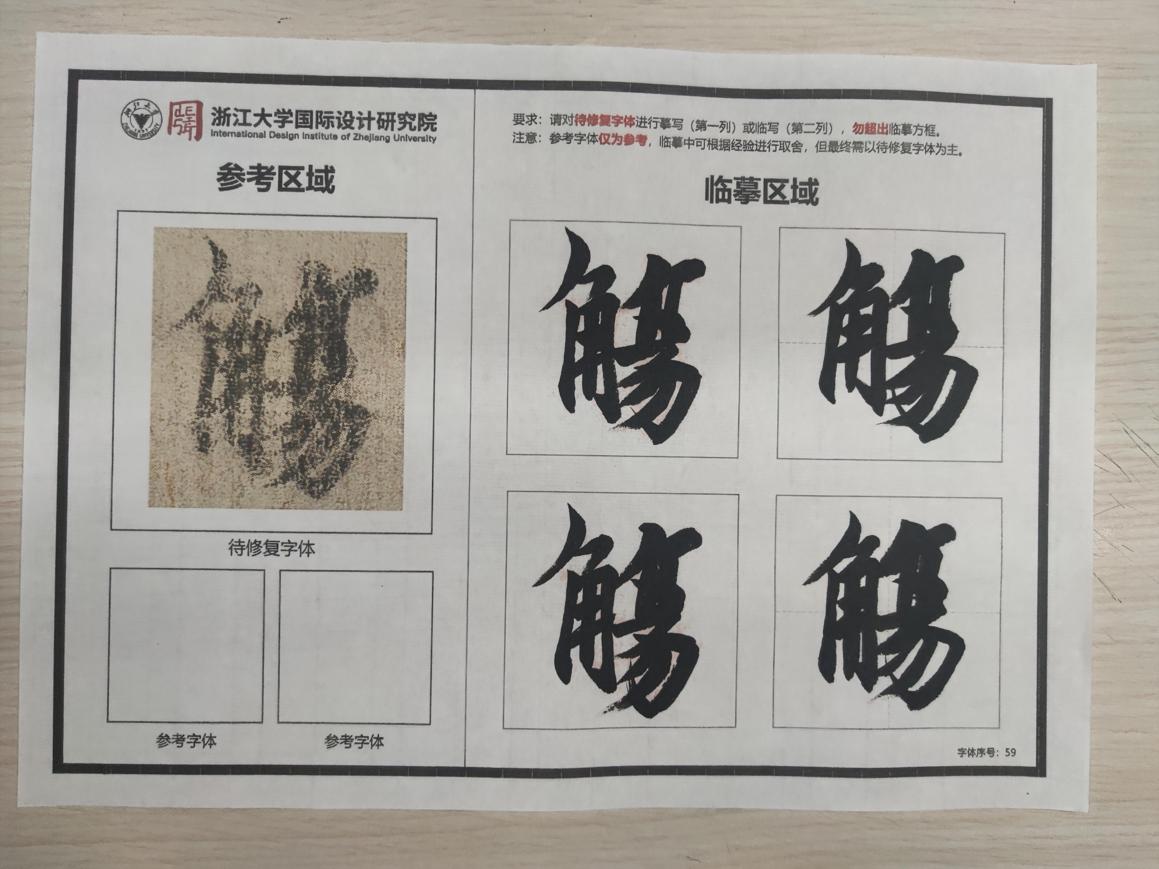 浙江大学国际设计研究院
International Design Institute of Zhejiang University
要求：请对待修复字体进行摹写（第一列）或临写（第二列），勿超出临摹方框。
注意：参考字体仅为参考，临摹中可根据经验进行取舍，但最终需以待修复字体为主。
参考区域
待修复字体
参考字体 参考字体
临摹区域
觴 觴
觴 觴
字体序号：59